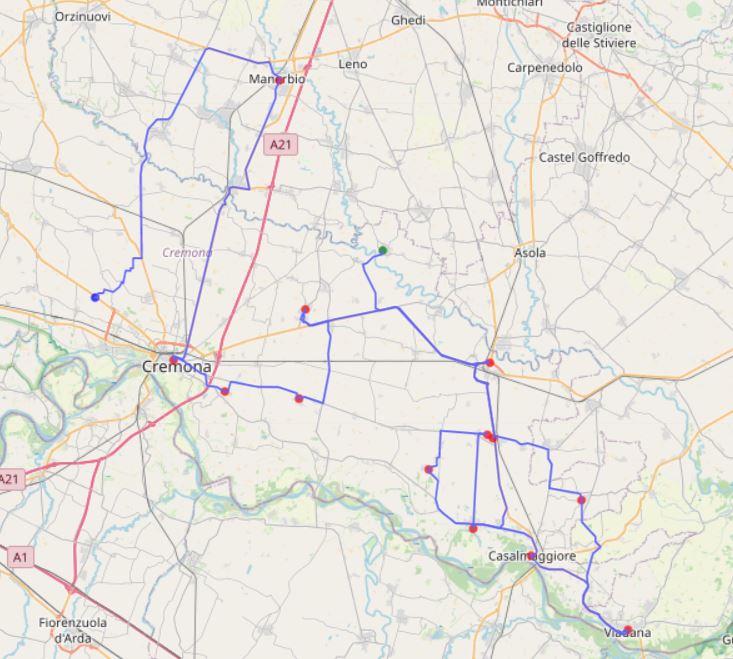 Orzinuovi
Ghedi
Montichiari
Castiglione
delle Stiviere
Leno
Carpenedolo
Manerbio
A21
Castel Goffredo
Cremona
Asola
Cremona
A21
A1
Casalmaggiore
Fiorenzuola
d'Arda
Viadana